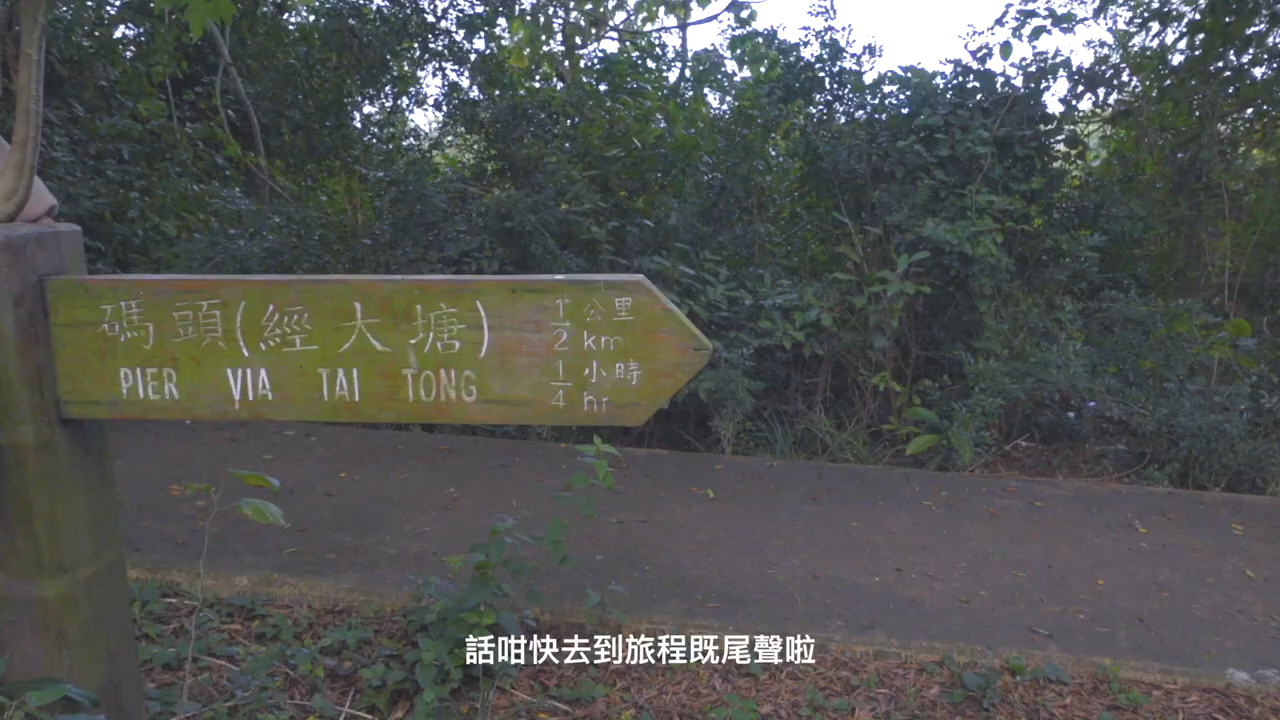 碼頭(經大塘)
PIER VIA TAI TONG
1/2 公里
km
1/4 小時
hr
話咁快去到旅程既尾聲啦